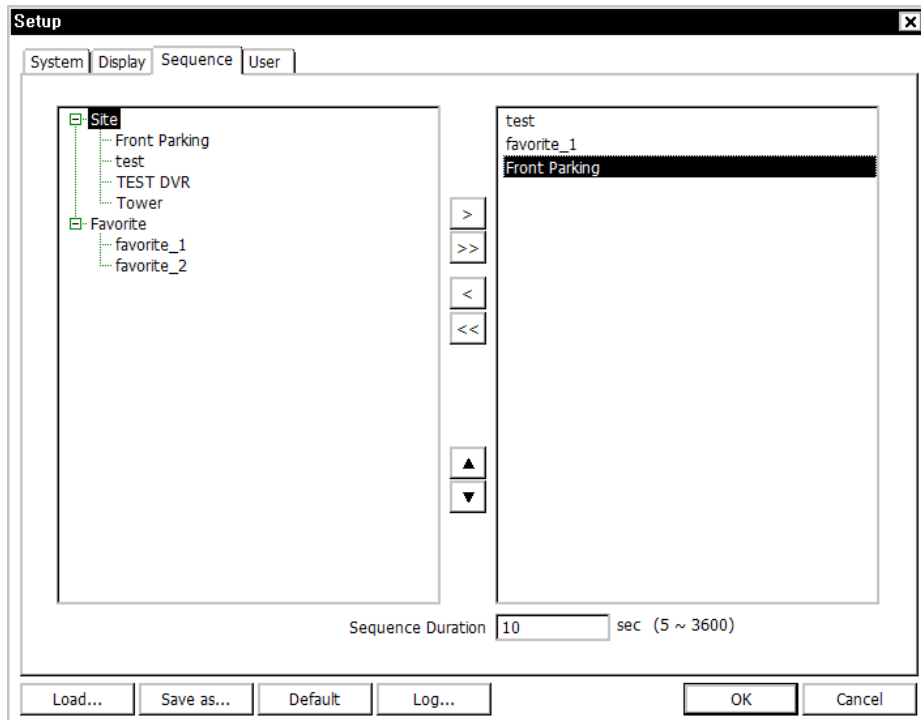 Setup
System Display Sequence User
Site
Front Parking
test
TEST DVR
Tower
Favorite
favorite_1
favorite_2
>
>>
<
<<
test
favorite_1
Front Parking
Sequence Duration 10 sec (5 ~ 3600)
Load... Save as... Default Log... OK Cancel